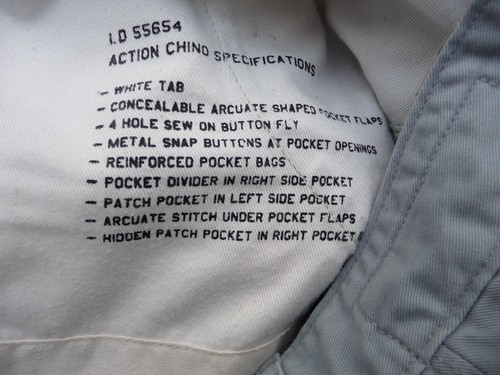 I.D 55654
ACTION CHINO SPECIFICATIONS
- WHITE TAB
- CONCEALABLE ARCUATE SHAPED POCKET FLAPS
- 4 HOLE SEW ON BUTTON FLY
- METAL SNAP BUTTONS AT POCKET OPENINGS
- REINFORCED POCKET BAGS
- POCKET DIVIDER IN RIGHT SIDE POCKET
- PATCH POCKET IN LEFT SIDE POCKET
- ARCUATE STITCH UNDER POCKET FLAPS
- HIDDEN PATCH POCKET IN RIGHT POCKET